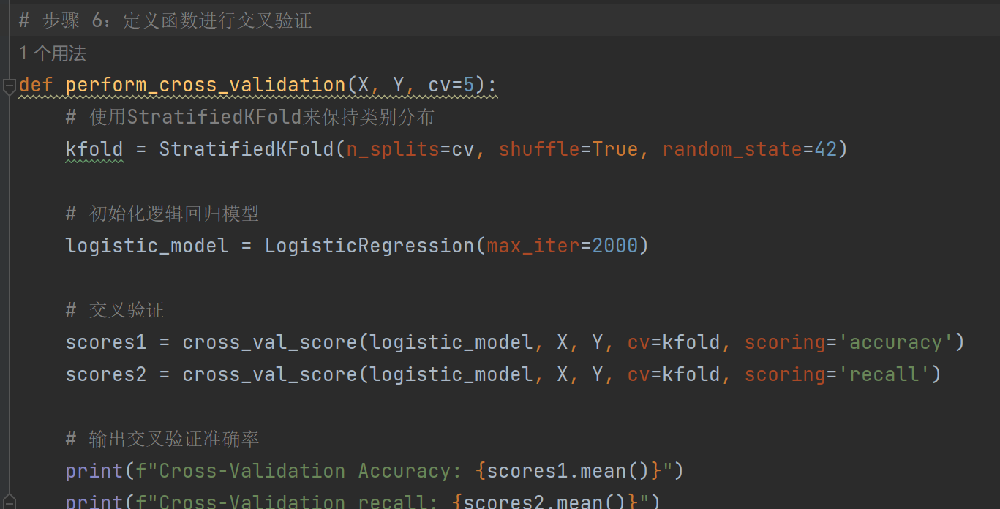 # 步骤 6：定义函数进行交叉验证
1 个用法
def perform_cross_validation(X, Y, cv=5):
# 使用StratifiedKFold来保持类别分布
kfold = StratifiedKFold(n_splits=cv, shuffle=True, random_state=42)
# 初始化逻辑回归模型
logistic_model = LogisticRegression(max_iter=2000)
# 交叉验证
scores1 = cross_val_score(logistic_model, X, Y, cv=kfold, scoring='accuracy')
scores2 = cross_val_score(logistic_model, X, Y, cv=kfold, scoring='recall')
# 输出交叉验证准确率
print(f"Cross-Validation Accuracy: {scores1.mean()}")
print(f"Cross-Validation recall: {scores2.mean()}")